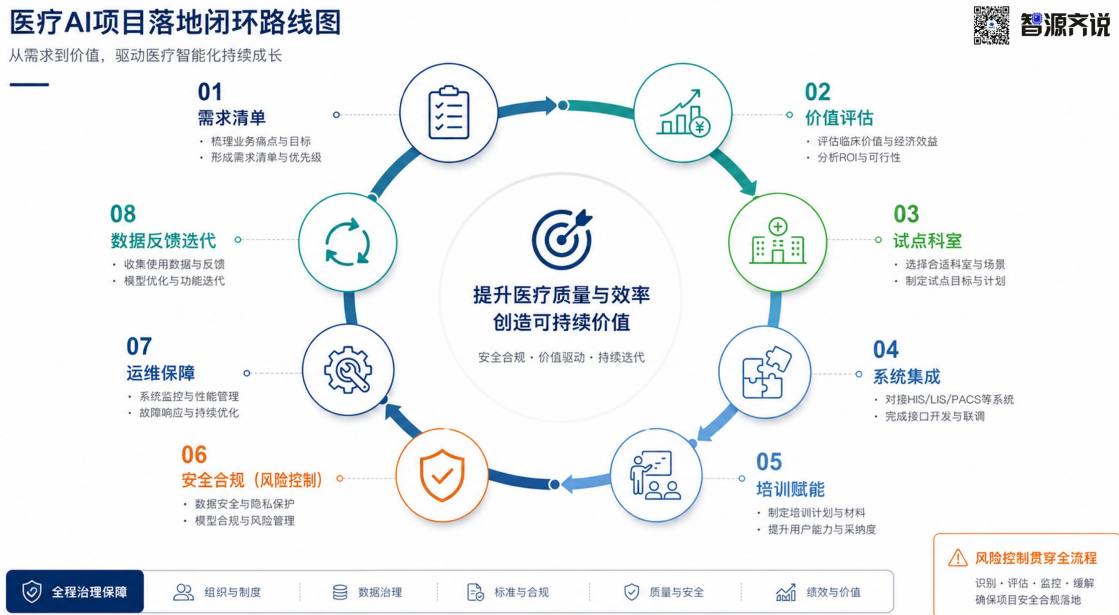 医疗AI项目落地闭环路线图
从需求到价值，驱动医疗智能化持续成长
智源齐说
01
需求清单
· 梳理业务痛点与目标
· 形成需求清单与优先级
02
价值评估
· 评估临床价值与经济效益
· 分析ROI与可行性
03
试点科室
· 选择合适科室与场景
· 制定试点目标与计划
04
系统集成
· 对接HIS/LIS/PACS等系统
· 完成接口开发与联调
05
培训赋能
· 制定培训计划与材料
· 提升用户能力与采纳度
06
安全合规（风险控制）
· 数据安全与隐私保护
· 模型合规与风险管理
07
运维保障
· 系统监控与性能管理
· 故障响应与持续优化
08
数据反馈迭代
· 收集使用数据与反馈
· 模型优化与功能迭代
提升医疗质量与效率
创造可持续价值
安全合规 · 价值驱动 · 持续迭代
¥
全程治理保障
组织与制度
数据治理
标准与合规
质量与安全
绩效与价值
风险控制贯穿全流程
识别 · 评估 · 监控 · 缓解
确保项目安全合规落地